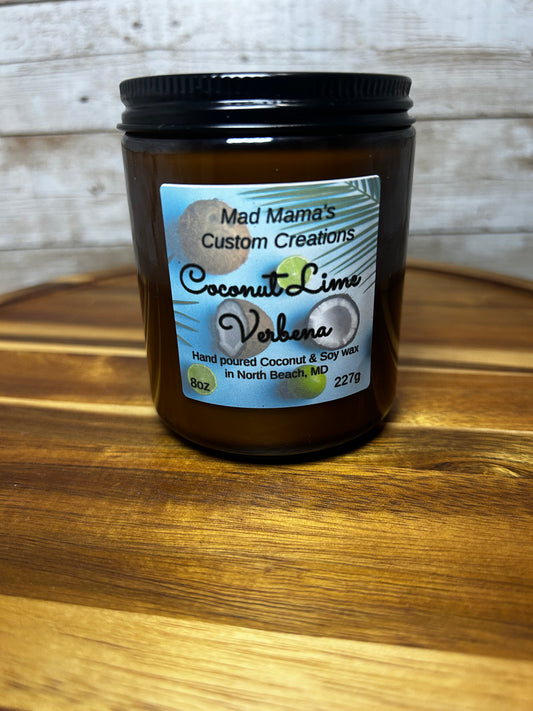 Mad Mama's
Custom Creations
Coconut Lime
Verbena
Hand poured Coconut & Soy wax
in North Beach, MD
8oz
227g